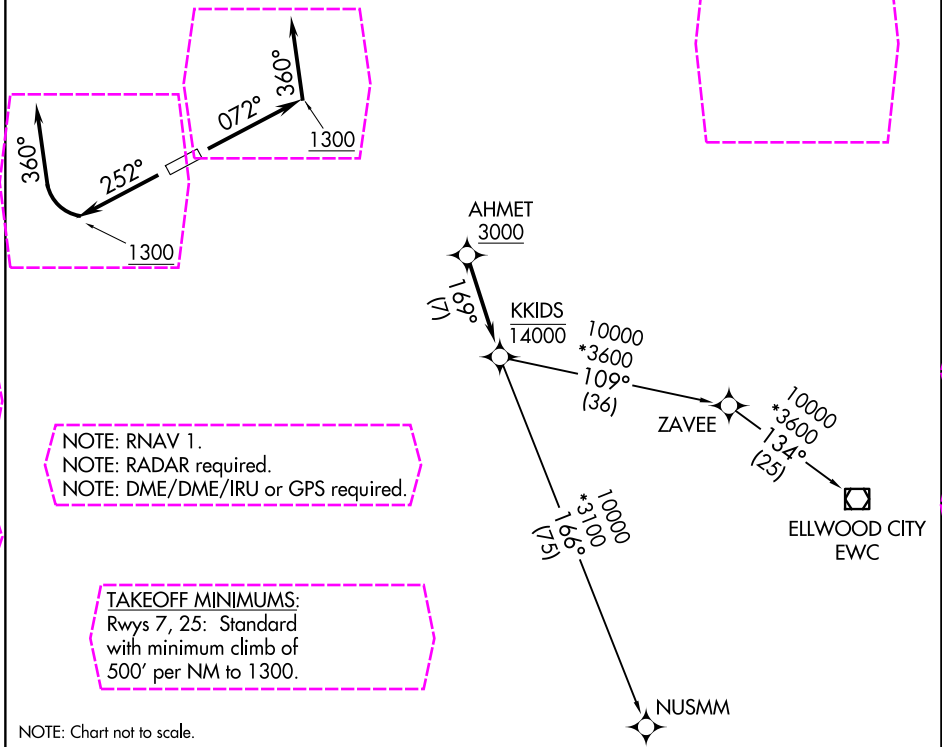 360°
072°
1300
360°
252°
1300
AHMET
3000
169°
(7)
KKIDS
14000
10000
*3600
109°
(36)
ZAVEE
10000
*3600
134°
(25)
ELLWOOD CITY
EWC
10000
*3100
166°
(75)
NUSMM
NOTE: RNAV 1.
NOTE: RADAR required.
NOTE: DME/DME/IRU or GPS required.
TAKEOFF MINIMUMS:
Rwys 7, 25: Standard
with minimum climb of
500' per NM to 1300.
NOTE: Chart not to scale.